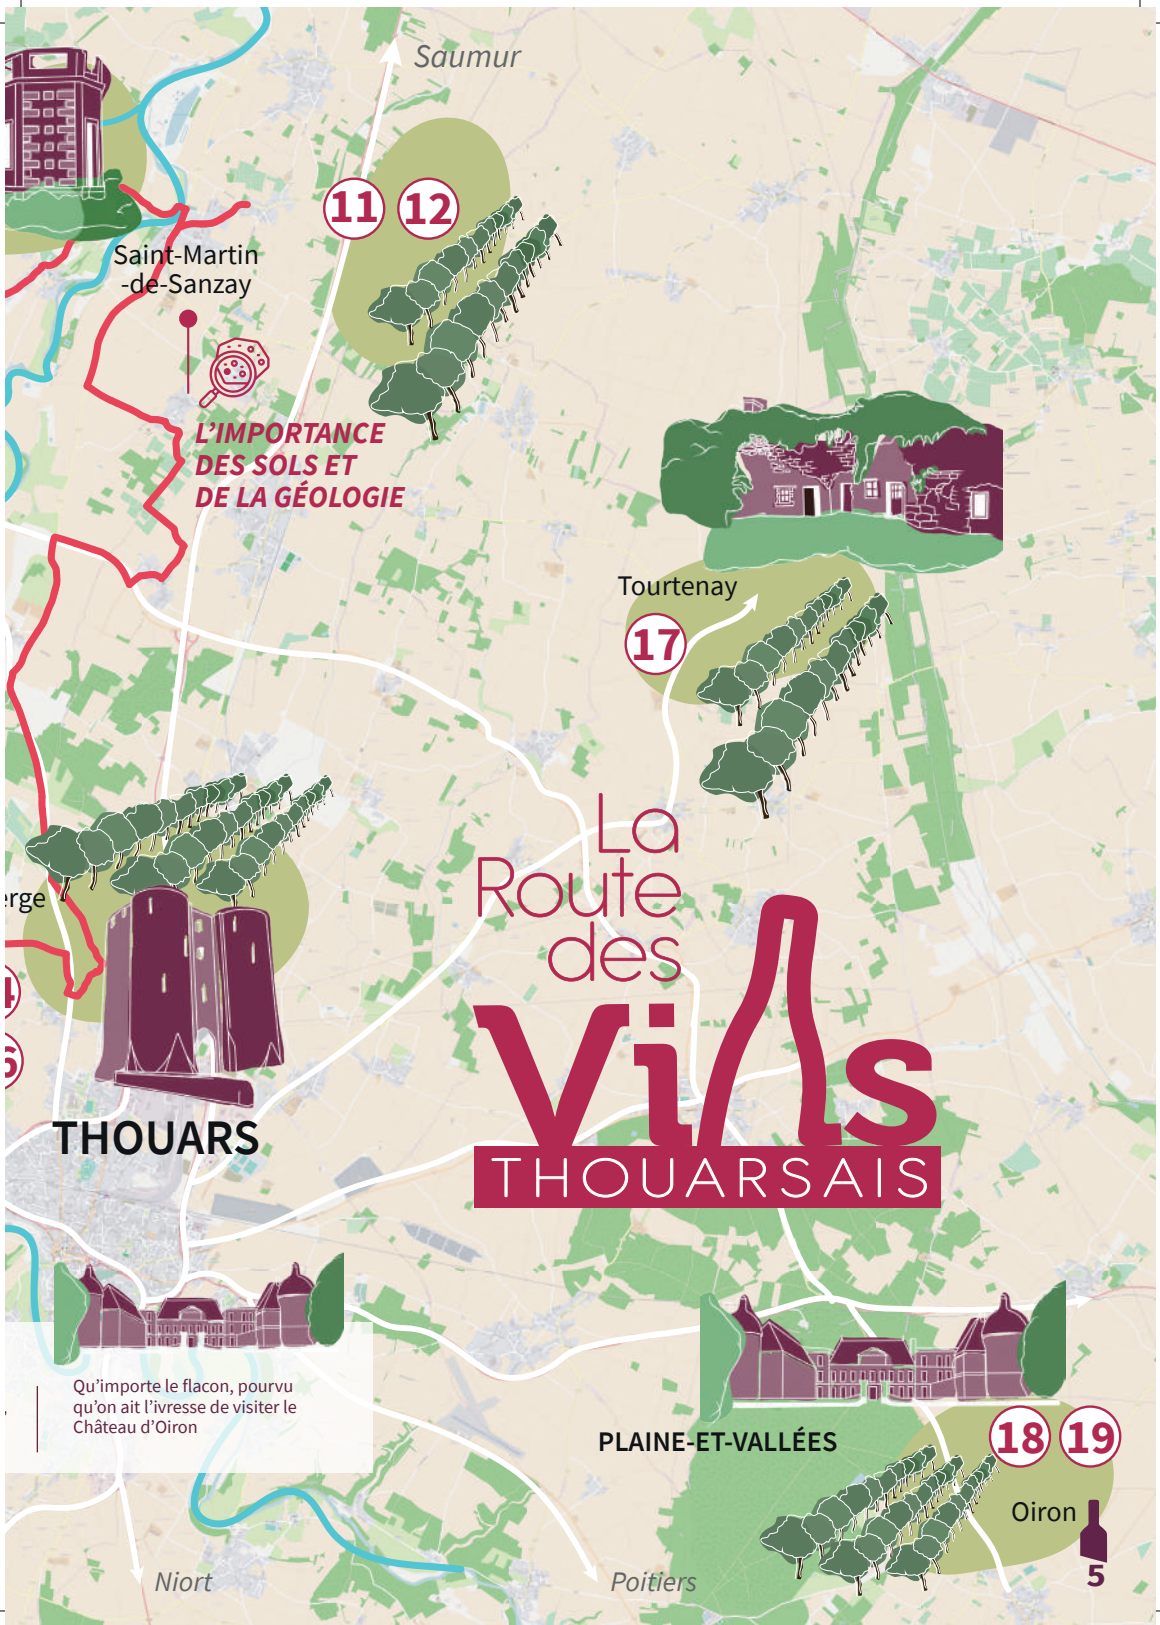 Saumur
11 12
Saint-Martin
-de-Sanzay
L’IMPORTANCE
DES SOLS ET
DE LA GÉOLOGIE
Tourtenay
17
La
Route
des
Vins
THOUARSAIS
erge
THOUARS
Qu’importe le flacon, pourvu
qu’on ait l’ivresse de visiter le
Château d’Oiron
PLAINE-ET-VALLÉES
18 19
Oiron
5
Niort
Poitiers